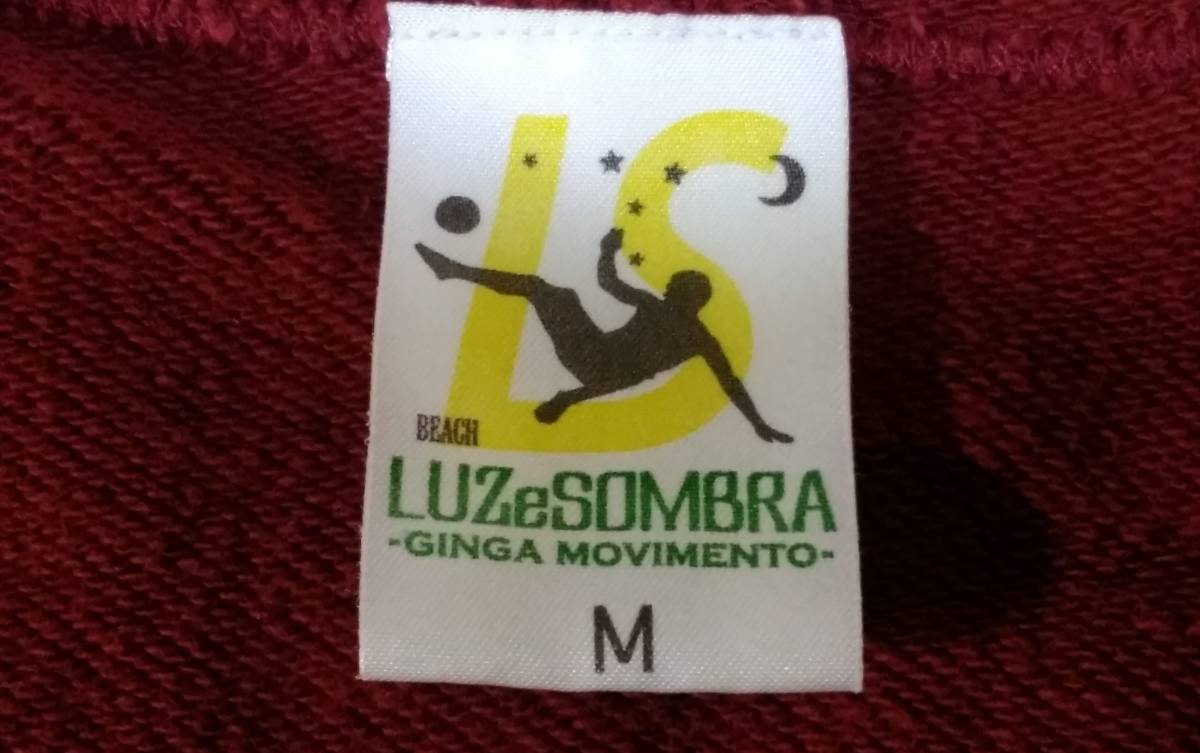 LS
BEACH
LUZeSOMBRA
-GINGA MOVIMENTO-
M